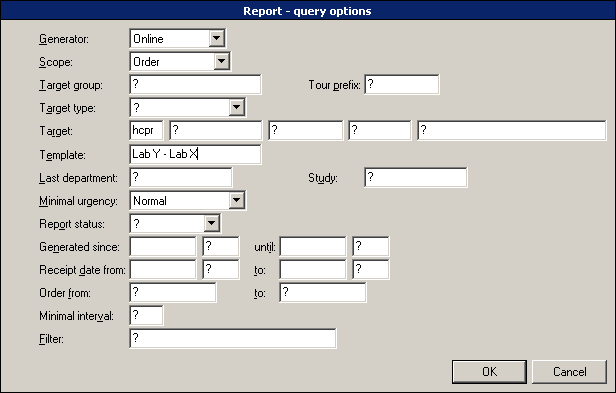 Report - query options
Generator: Online
Scope: Order
Target group: ? Tour prefix: ?
Target type: ?
Target: hcpr ? ? ? ?
Template: Lab Y - Lab X
Last department: ? Study: ?
Minimal urgency: Normal
Report status: ?
Generated since: ? until: ?
Receipt date from: ? to: ?
Order from: ? to: ?
Minimal interval: ?
Filter: ?
OK Cancel